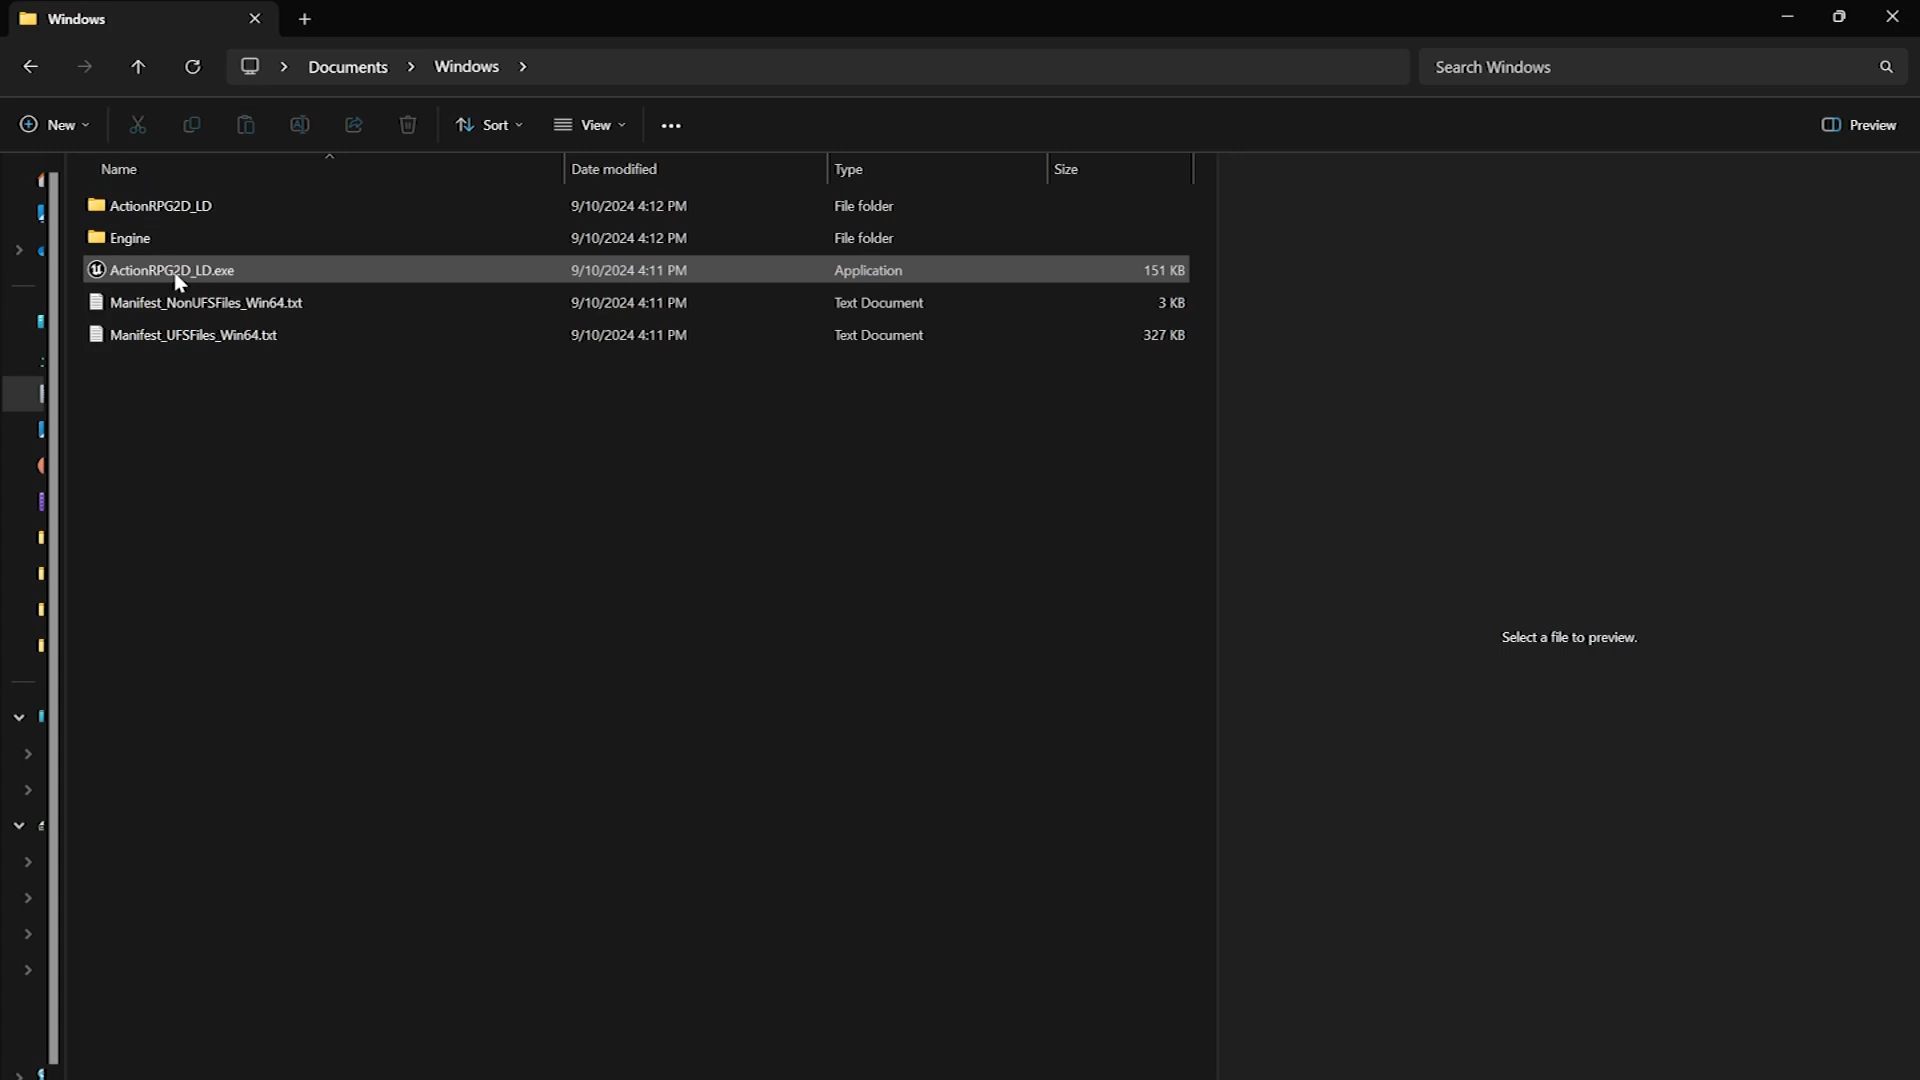 Windows
Documents > Windows >
Search Windows
New
Sort
View
Preview
Name Date modified Type Size
ActionRPG2D_LD 9/10/2024 4:12 PM File folder
Engine 9/10/2024 4:12 PM File folder
ActionRPG2D_LD.exe 9/10/2024 4:11 PM Application 151 KB
Manifest_NonUFSFiles_Win64.txt 9/10/2024 4:11 PM Text Document 3 KB
Manifest_UFSFiles_Win64.txt 9/10/2024 4:11 PM Text Document 327 KB
Select a file to preview.